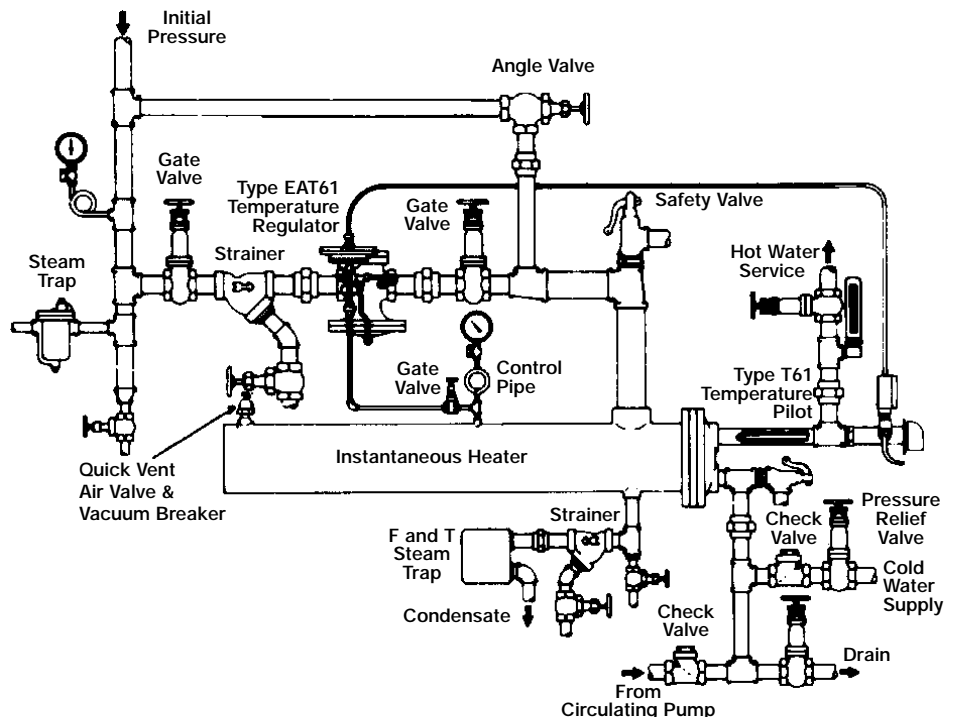 Initial
Pressure
Angle Valve
Gate
Valve
Type EAT61
Temperature
Regulator
Gate
Valve
Safety Valve
Steam
Trap
Strainer
Hot Water
Service
Gate
Valve
Control
Pipe
Type T61
Temperature
Pilot
Quick Vent
Air Valve &
Vacuum Breaker
Instantaneous Heater
F and T
Steam
Trap
Strainer
Check
Valve
Pressure
Relief
Valve
Cold
Water
Supply
Condensate
Check
Valve
Drain
From
Circulating Pump